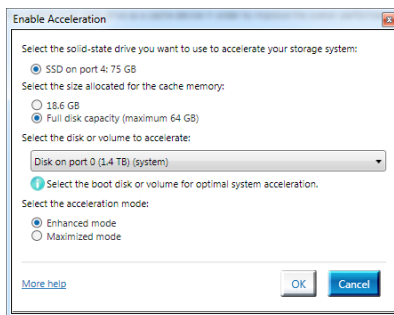 Enable Acceleration
Select the solid-state drive you want to use to accelerate your storage system:
SSD on port 4: 75 GB
Select the size allocated for the cache memory:
18.6 GB
Full disk capacity (maximum 64 GB)
Select the disk or volume to accelerate:
Disk on port 0 (1.4 TB) (system)
Select the boot disk or volume for optimal system acceleration.
Select the acceleration mode:
Enhanced mode
Maximized mode
More help
OK
Cancel